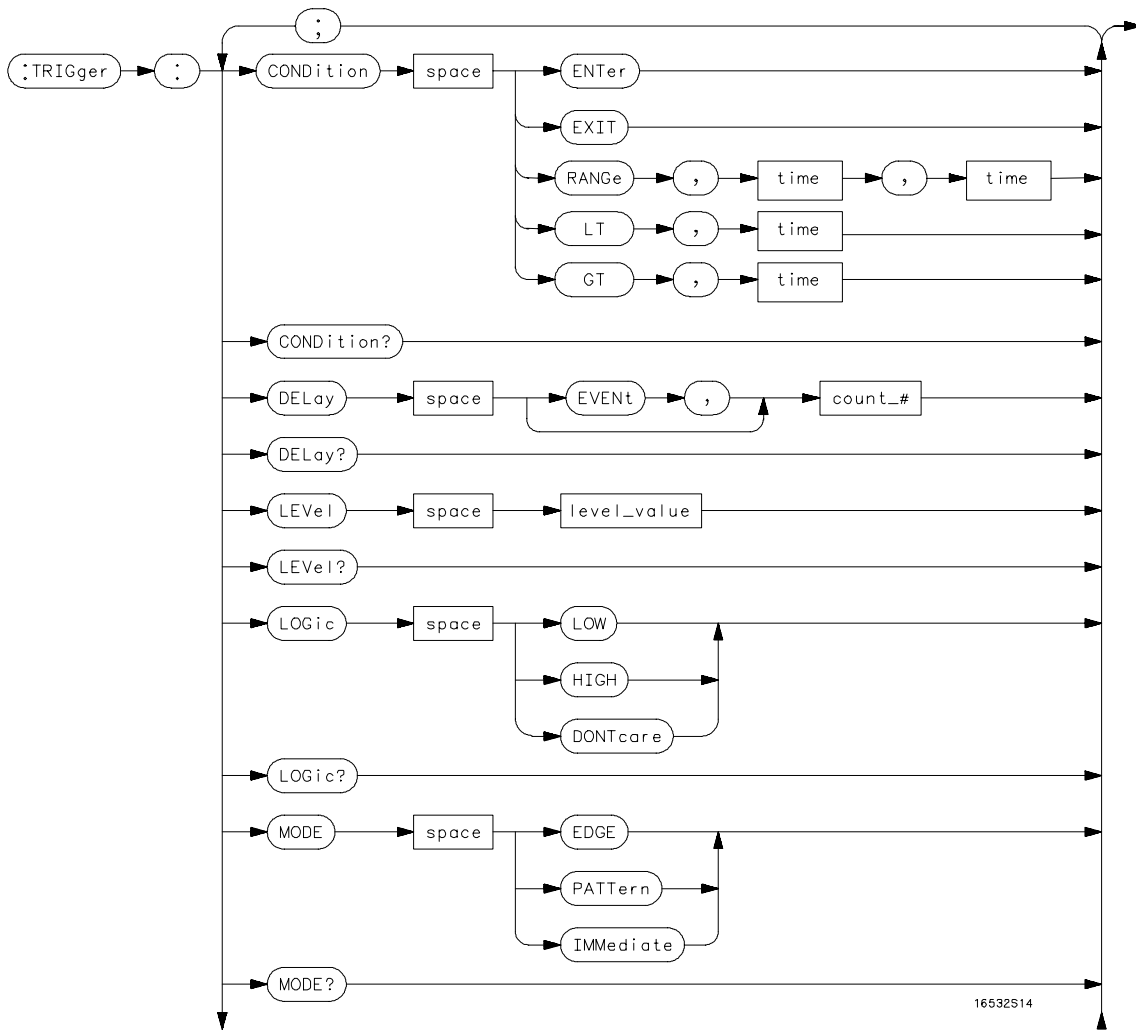 ;
:TRIGger : CONDition space ENTer
EXIT
RANGe , time , time
LT , time
GT , time
CONDition?
DELay space EVENt , count_#
DELay?
LEVel space level_value
LEVel?
LOGic space LOW
HIGH
DONTcare
LOGic?
MODE space EDGE
PATTern
IMMediate
MODE?
16532S14